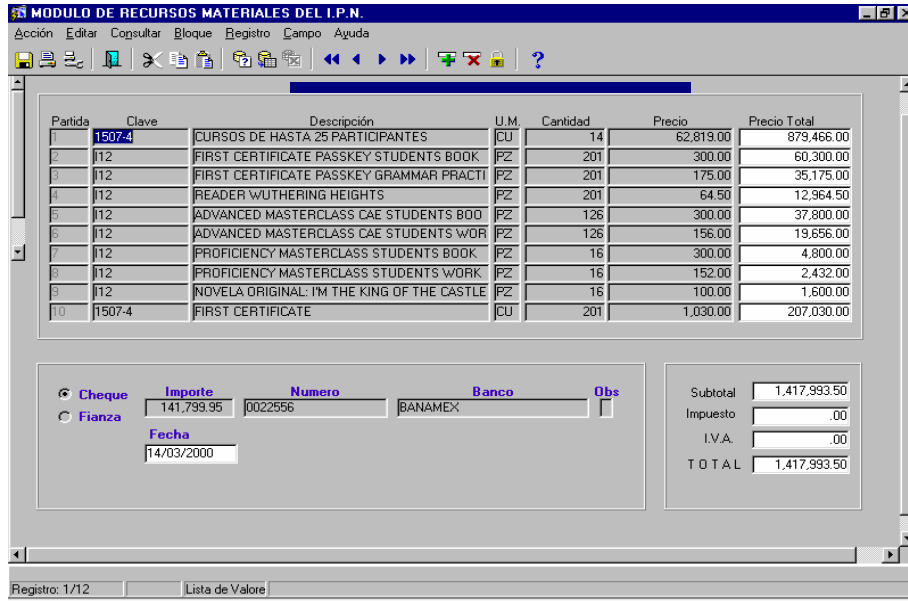 MODULO DE RECURSOS MATERIALES DEL I.P.N.
Acción Editar Consultar Bloque Registro Campo Ayuda
Partida Clave Descripción U.M. Cantidad Precio Precio Total
1 1507-4 CURSOS DE HASTA 25 PARTICIPANTES CU 14 62,819.00 879,466.00
2 I12 FIRST CERTIFICATE PASSKEY STUDENTS BOOK PZ 201 300.00 60,300.00
3 I12 FIRST CERTIFICATE PASSKEY GRAMMAR PRACTI PZ 201 175.00 35,175.00
4 I12 READER WUTHERING HEIGHTS PZ 201 64.50 12,964.50
5 I12 ADVANCED MASTERCLASS CAE STUDENTS BOO PZ 126 300.00 37,800.00
6 I12 ADVANCED MASTERCLASS CAE STUDENTS WOR PZ 126 156.00 19,656.00
7 I12 PROFICIENCY MASTERCLASS STUDENTS BOOK PZ 16 300.00 4,800.00
8 I12 PROFICIENCY MASTERCLASS STUDENTS WORK PZ 16 152.00 2,432.00
9 I12 NOVELA ORIGINAL: I'M THE KING OF THE CASTLE PZ 16 100.00 1,600.00
10 1507-4 FIRST CERTIFICATE CU 201 1,030.00 207,030.00
Cheque Importe Numero Banco Obs
Fianza 141,799.95 0022556 BANAMEX
Fecha
14/03/2000
Subtotal 1,417,993.50
Impuesto .00
I.V.A. .00
T O T A L 1,417,993.50
Registro: 1/12 Lista de Valore